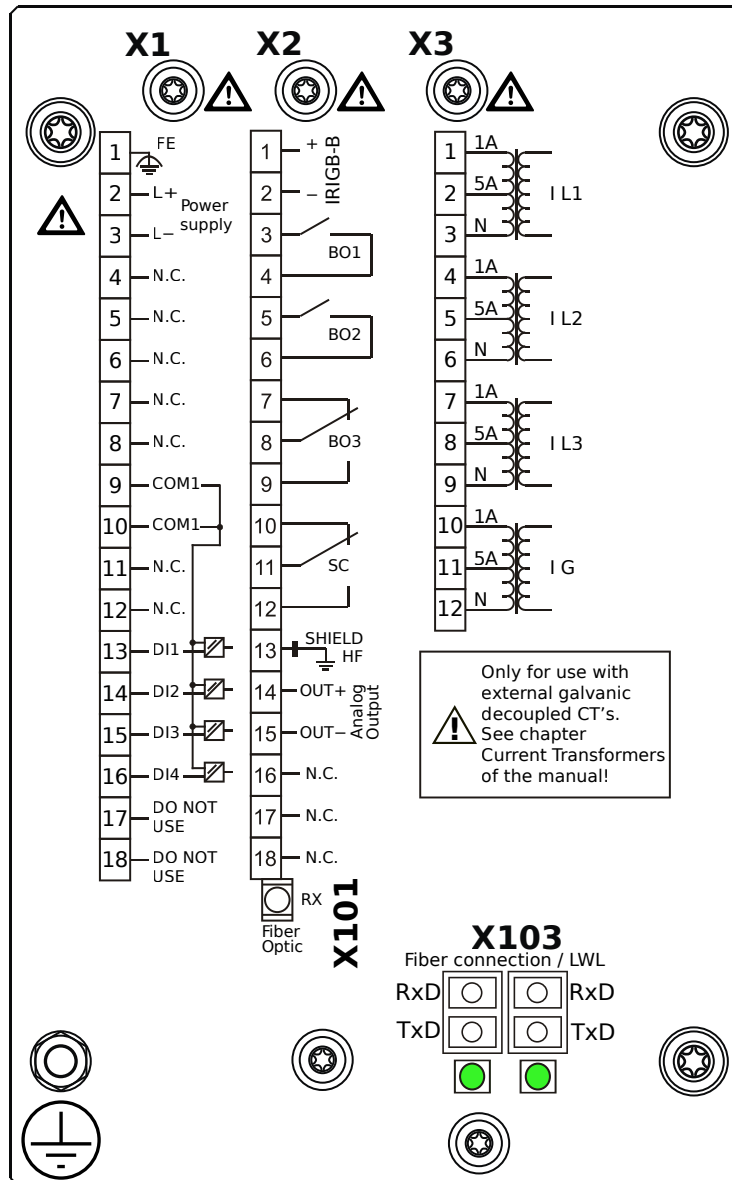 X1
X2
X3
1 FE
2 L+
Power
supply
3 L−
4 N.C.
5 N.C.
6 N.C.
7 N.C.
8 N.C.
9 COM1
10 COM1
11 N.C.
12 N.C.
13 DI1
14 DI2
15 DI3
16 DI4
17 DO NOT
USE
18 DO NOT
USE
1 +
2 −
IRIGB-B
3
BO1
4
5
BO2
6
7
8 BO3
9
10
11 SC
12
13 SHIELD
HF
14 OUT+
15 OUT−
Analog
Output
16 N.C.
17 N.C.
18 N.C.
RX
Fiber
Optic
X101
1 1A
2 5A I L1
3 N
4 1A
5 5A I L2
6 N
7 1A
8 5A I L3
9 N
10 1A
11 5A I G
12 N
Only for use with
external galvanic
decoupled CT's.
See chapter
Current Transformers
of the manual!
X103
Fiber connection / LWL
RxD RxD
TxD TxD